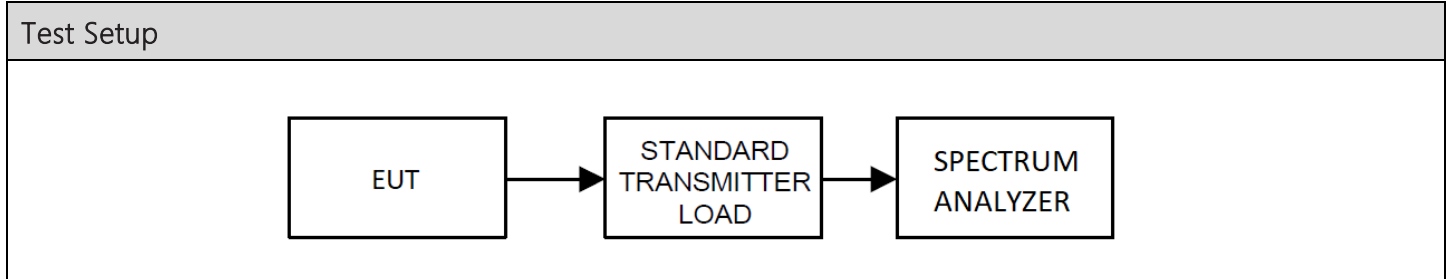 Test Setup
EUT
STANDARD
TRANSMITTER
LOAD
SPECTRUM
ANALYZER